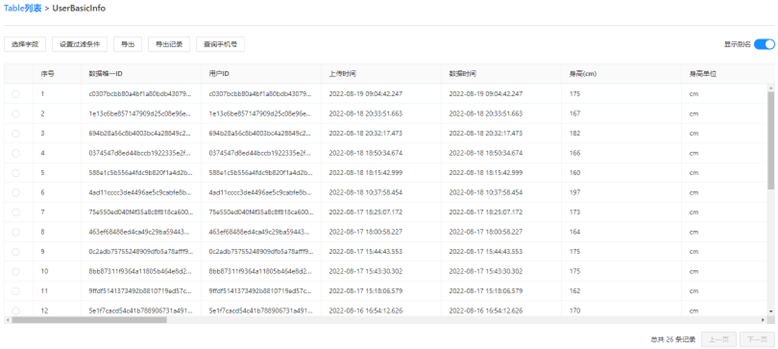 Table列表 > UserBasicInfo
选择字段 设置过滤条件 导出 导出记录 查询手机号 显示别名
序号 数据唯一ID 用户ID 上传时间 数据时间 身高(cm) 身高单位
1 c0307bcbb80a4bf1a80bdb43079... c0307bcbb80a4bf1a80bdb43079... 2022-08-19 09:04:42.247 2022-08-19 09:04:42.247 175 cm
2 1e13c6be857147909d25c08e96e... 1e13c6be857147909d25c08e96e... 2022-08-18 20:33:51.663 2022-08-18 20:33:51.663 167 cm
3 694b28a56c8b4003bc4a28849c2... 694b28a56c8b4003bc4a28849c2... 2022-08-18 20:32:17.473 2022-08-18 20:32:17.473 182 cm
4 0374547d8ed44bccb1922335e2f... 0374547d8ed44bccb1922335e2f... 2022-08-18 18:50:34.674 2022-08-18 18:50:34.674 166 cm
5 588e1c5b556a4fdc9b820f1a4d2b... 588e1c5b556a4fdc9b820f1a4d2b... 2022-08-18 18:15:42.999 2022-08-18 18:15:42.999 160 cm
6 4ad11cccc3de4496ae5c9cabfe8b... 4ad11cccc3de4496ae5c9cabfe8b... 2022-08-18 10:37:58.454 2022-08-18 10:37:58.454 197 cm
7 75e550ed040f4f35a8c8ff818ca600... 75e550ed040f4f35a8c8ff818ca600... 2022-08-17 18:25:07.172 2022-08-17 18:25:07.172 173 cm
8 463ef68488ed4ca9c29ba59443... 463ef68488ed4ca9c29ba59443... 2022-08-17 18:00:58.227 2022-08-17 18:00:58.227 164 cm
9 0c2adb75755248909dfb5a78afff9... 0c2adb75755248909dfb5a78afff9... 2022-08-17 15:44:43.553 2022-08-17 15:44:43.553 175 cm
10 8bb87311f9364a11805b464e8d2... 8bb87311f9364a11805b464e8d2... 2022-08-17 15:43:30.302 2022-08-17 15:43:30.302 175 cm
11 9ffdf5141373492b8810719ed57c... 9ffdf5141373492b8810719ed57c... 2022-08-17 15:18:06.579 2022-08-17 15:18:06.579 162 cm
12 5e1f7cacd54c41b788906731a491... 5e1f7cacd54c41b788906731a491... 2022-08-16 16:54:12.626 2022-08-16 16:54:12.626 170 cm
总共 26 条记录 上一页 下一页